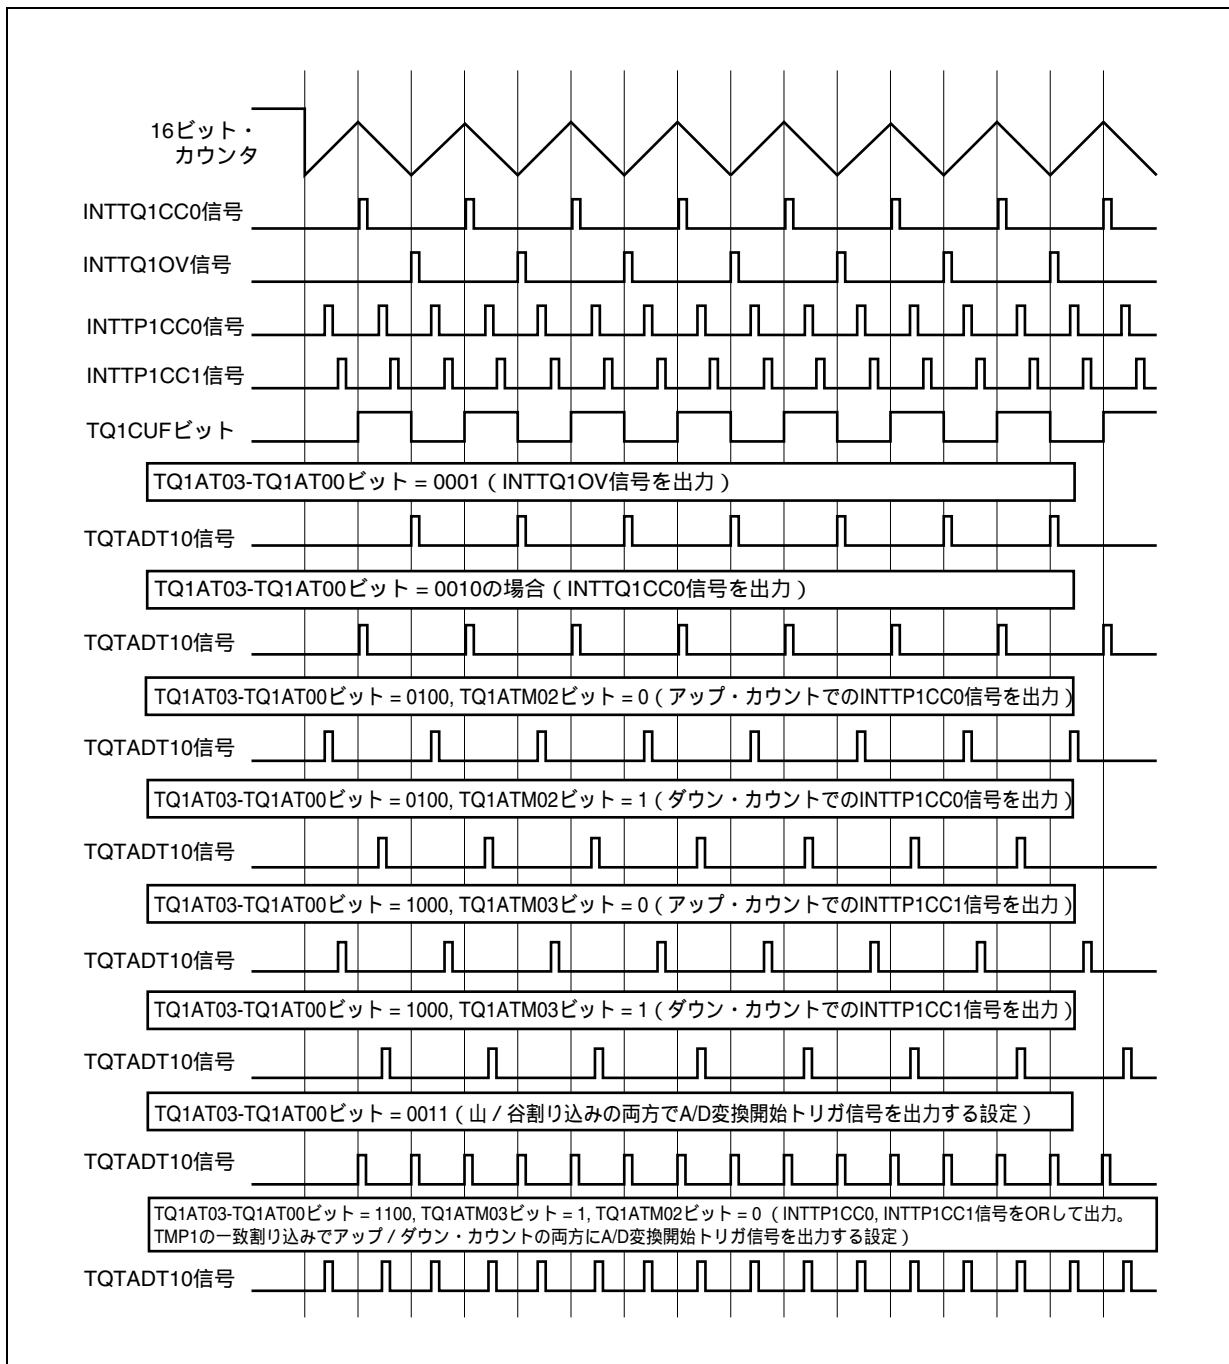 16ビット・
カウンタ
INTTQ1CC0信号
INTTQ1OV信号
INTTP1CC0信号
INTTP1CC1信号
TQ1CUFビット
TQ1AT03-TQ1AT00ビット = 0001 ( INTTQ1OV信号を出力 )
TQTADT10信号
TQ1AT03-TQ1AT00ビット = 0010の場合 ( INTTQ1CC0信号を出力 )
TQTADT10信号
TQ1AT03-TQ1AT00ビット = 0100, TQ1ATM02ビット = 0 ( アップ・カウントでのINTTP1CC0信号を出力 )
TQTADT10信号
TQ1AT03-TQ1AT00ビット = 0100, TQ1ATM02ビット = 1 ( ダウン・カウントでのINTTP1CC0信号を出力 )
TQTADT10信号
TQ1AT03-TQ1AT00ビット = 1000, TQ1ATM03ビット = 0 ( アップ・カウントでのINTTP1CC1信号を出力 )
TQTADT10信号
TQ1AT03-TQ1AT00ビット = 1000, TQ1ATM03ビット = 1 ( ダウン・カウントでのINTTP1CC1信号を出力 )
TQTADT10信号
TQ1AT03-TQ1AT00ビット = 0011 ( 山 / 谷割り込みの両方でA/D変換開始トリガ信号を出力する設定 )
TQTADT10信号
TQ1AT03-TQ1AT00ビット = 1100, TQ1ATM03ビット = 1, TQ1ATM02ビット = 0 ( INTTP1CC0, INTTP1CC1信号をORして出力。
TMP1の一致割り込みでアップ / ダウン・カウントの両方にA/D変換開始トリガ信号を出力する設定 )
TQTADT10信号